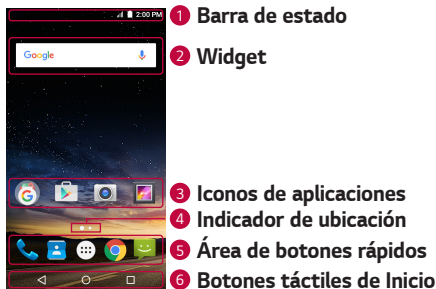 2:00 PM
1 Barra de estado
Google
2 Widget
G
3 Iconos de aplicaciones
4 Indicador de ubicación
5 Área de botones rápidos
6 Botones táctiles de Inicio